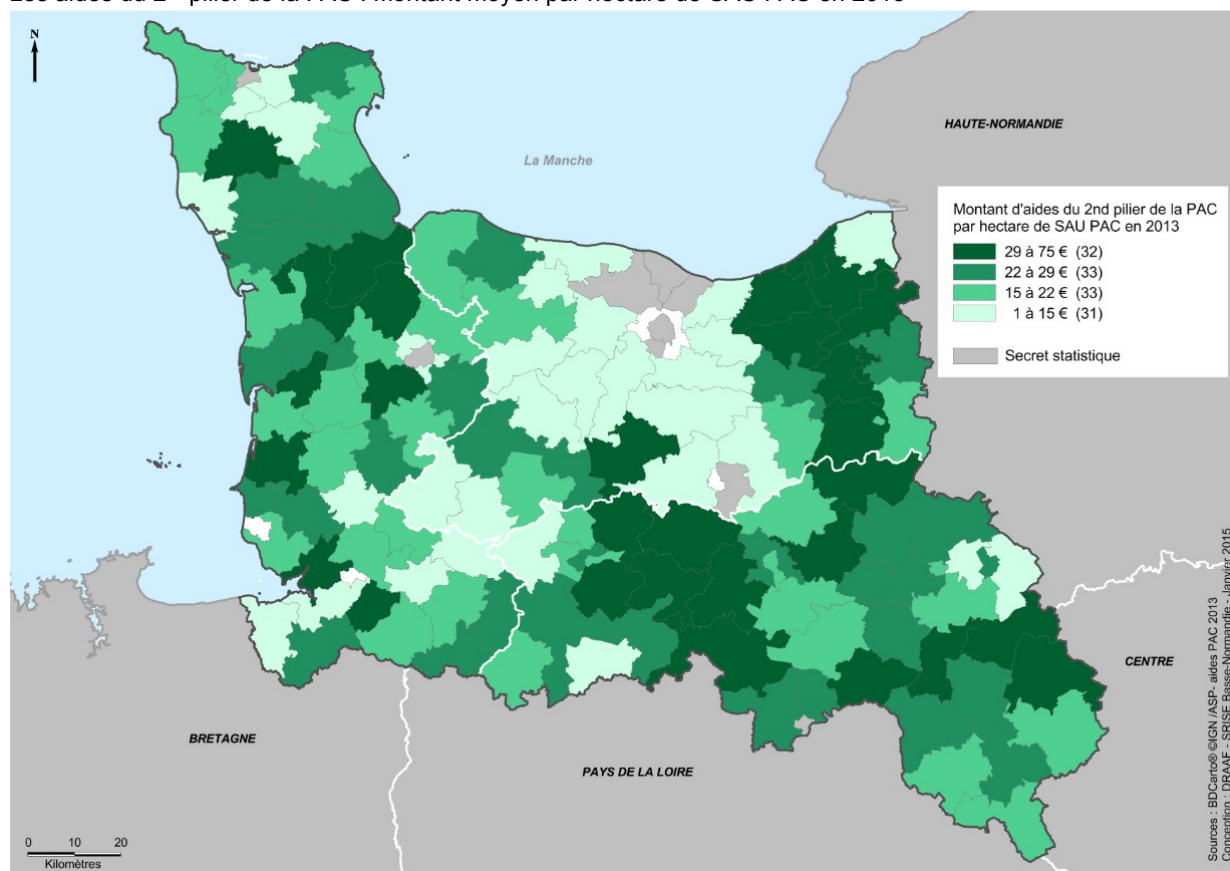 N
HAUTE-NORMANDIE
La Manche
Montant d'aides du 2nd pilier de la PAC
par hectare de SAU PAC en 2013
29 à 75 € (32)
22 à 29 € (33)
15 à 22 € (33)
1 à 15 € (31)
Secret statistique
CENTRE
BRETAGNE
PAYS DE LA LOIRE
0 10 20
Kilomètres
Sources : BDCarto® ©IGN /ASP- aides PAC 2013
Conception : DRAAF - SRISE Basse-Normandie - Janvier 2015